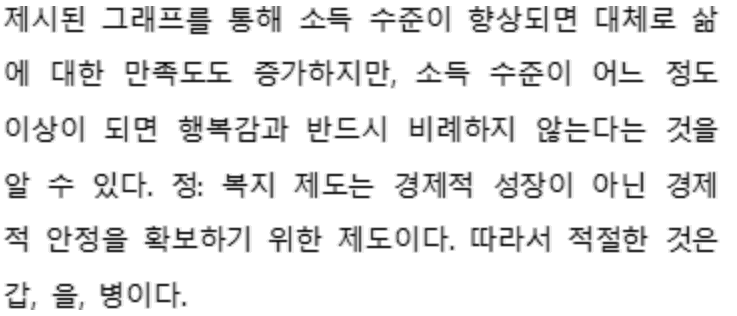 제시된 그래프를 통해 소득 수준이 향상되면 대체로 삶
에 대한 만족도도 증가하지만, 소득 수준이 어느 정도
이상이 되면 행복감과 반드시 비례하지 않는다는 것을
알 수 있다. 정: 복지 제도는 경제적 성장이 아닌 경제
적 안정을 확보하기 위한 제도이다. 따라서 적절한 것은
갑, 을, 병이다.